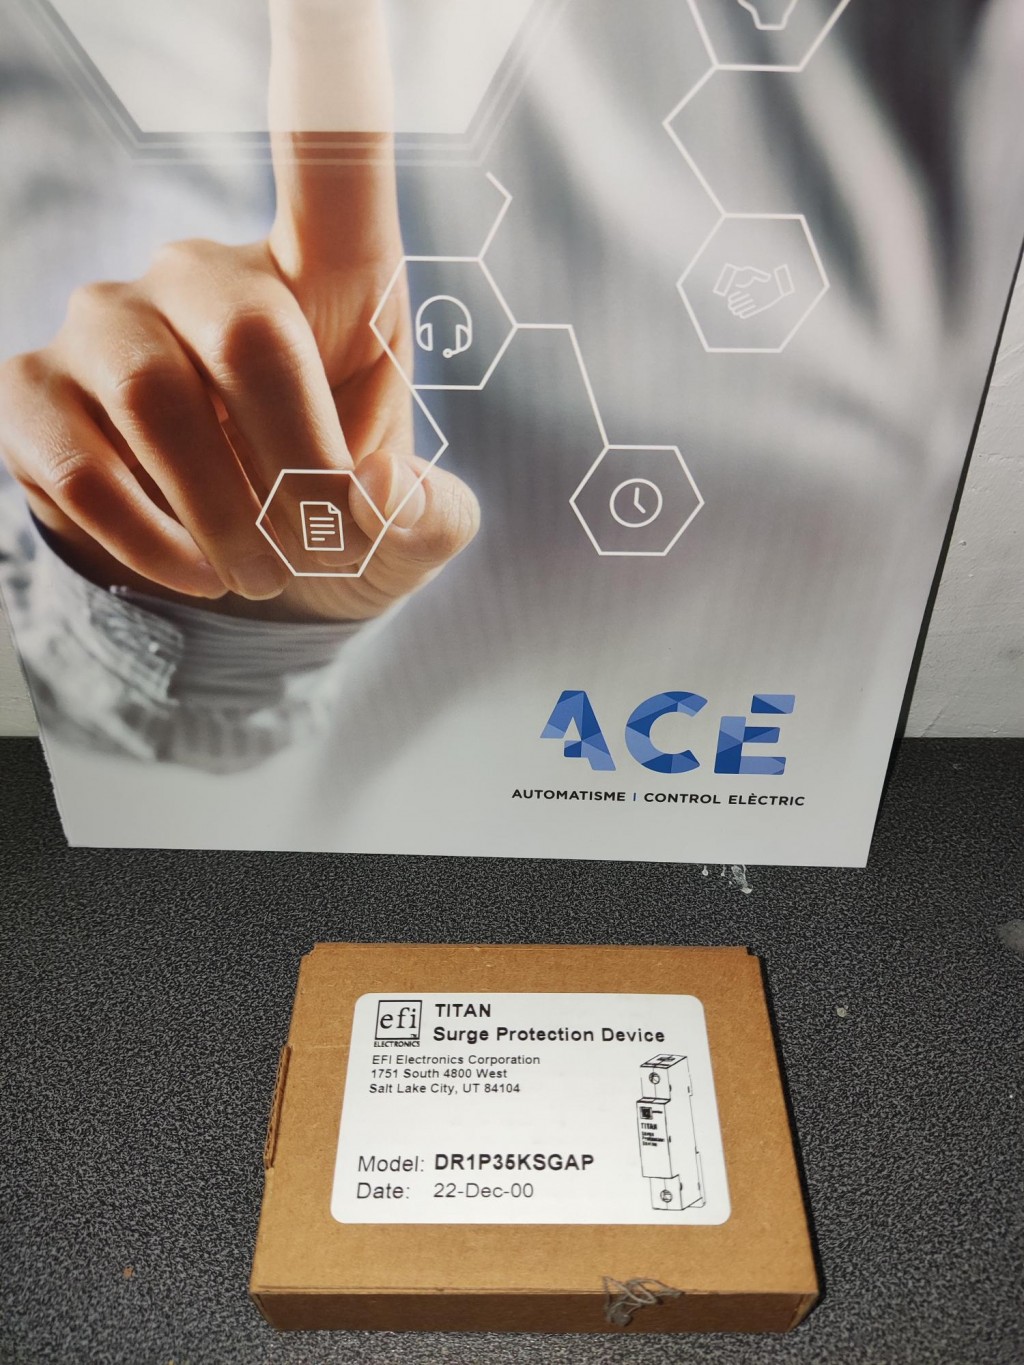 ACE
AUTOMATISME | CONTROL ELÈCTRIC
efi
ELECTRONICS
TITAN
Surge Protection Device
EFI Electronics Corporation
1751 South 4800 West
Salt Lake City, UT 84104
TITAN
Model: DR1P35KSGAP
Date: 22-Dec-00